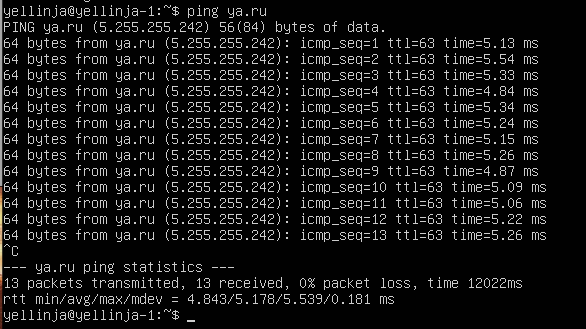 yellinja@yellinja-1:~$ ping ya.ru
PING ya.ru (5.255.255.242) 56(84) bytes of data.
64 bytes from ya.ru (5.255.255.242): icmp_seq=1 ttl=63 time=5.13 ms
64 bytes from ya.ru (5.255.255.242): icmp_seq=2 ttl=63 time=5.54 ms
64 bytes from ya.ru (5.255.255.242): icmp_seq=3 ttl=63 time=5.33 ms
64 bytes from ya.ru (5.255.255.242): icmp_seq=4 ttl=63 time=4.84 ms
64 bytes from ya.ru (5.255.255.242): icmp_seq=5 ttl=63 time=5.34 ms
64 bytes from ya.ru (5.255.255.242): icmp_seq=6 ttl=63 time=5.24 ms
64 bytes from ya.ru (5.255.255.242): icmp_seq=7 ttl=63 time=5.15 ms
64 bytes from ya.ru (5.255.255.242): icmp_seq=8 ttl=63 time=5.26 ms
64 bytes from ya.ru (5.255.255.242): icmp_seq=9 ttl=63 time=4.87 ms
64 bytes from ya.ru (5.255.255.242): icmp_seq=10 ttl=63 time=5.09 ms
64 bytes from ya.ru (5.255.255.242): icmp_seq=11 ttl=63 time=5.06 ms
64 bytes from ya.ru (5.255.255.242): icmp_seq=12 ttl=63 time=5.22 ms
64 bytes from ya.ru (5.255.255.242): icmp_seq=13 ttl=63 time=5.26 ms
^C
--- ya.ru ping statistics ---
13 packets transmitted, 13 received, 0% packet loss, time 12022ms
rtt min/avg/max/mdev = 4.843/5.178/5.539/0.181 ms
yellinja@yellinja-1:~$ _